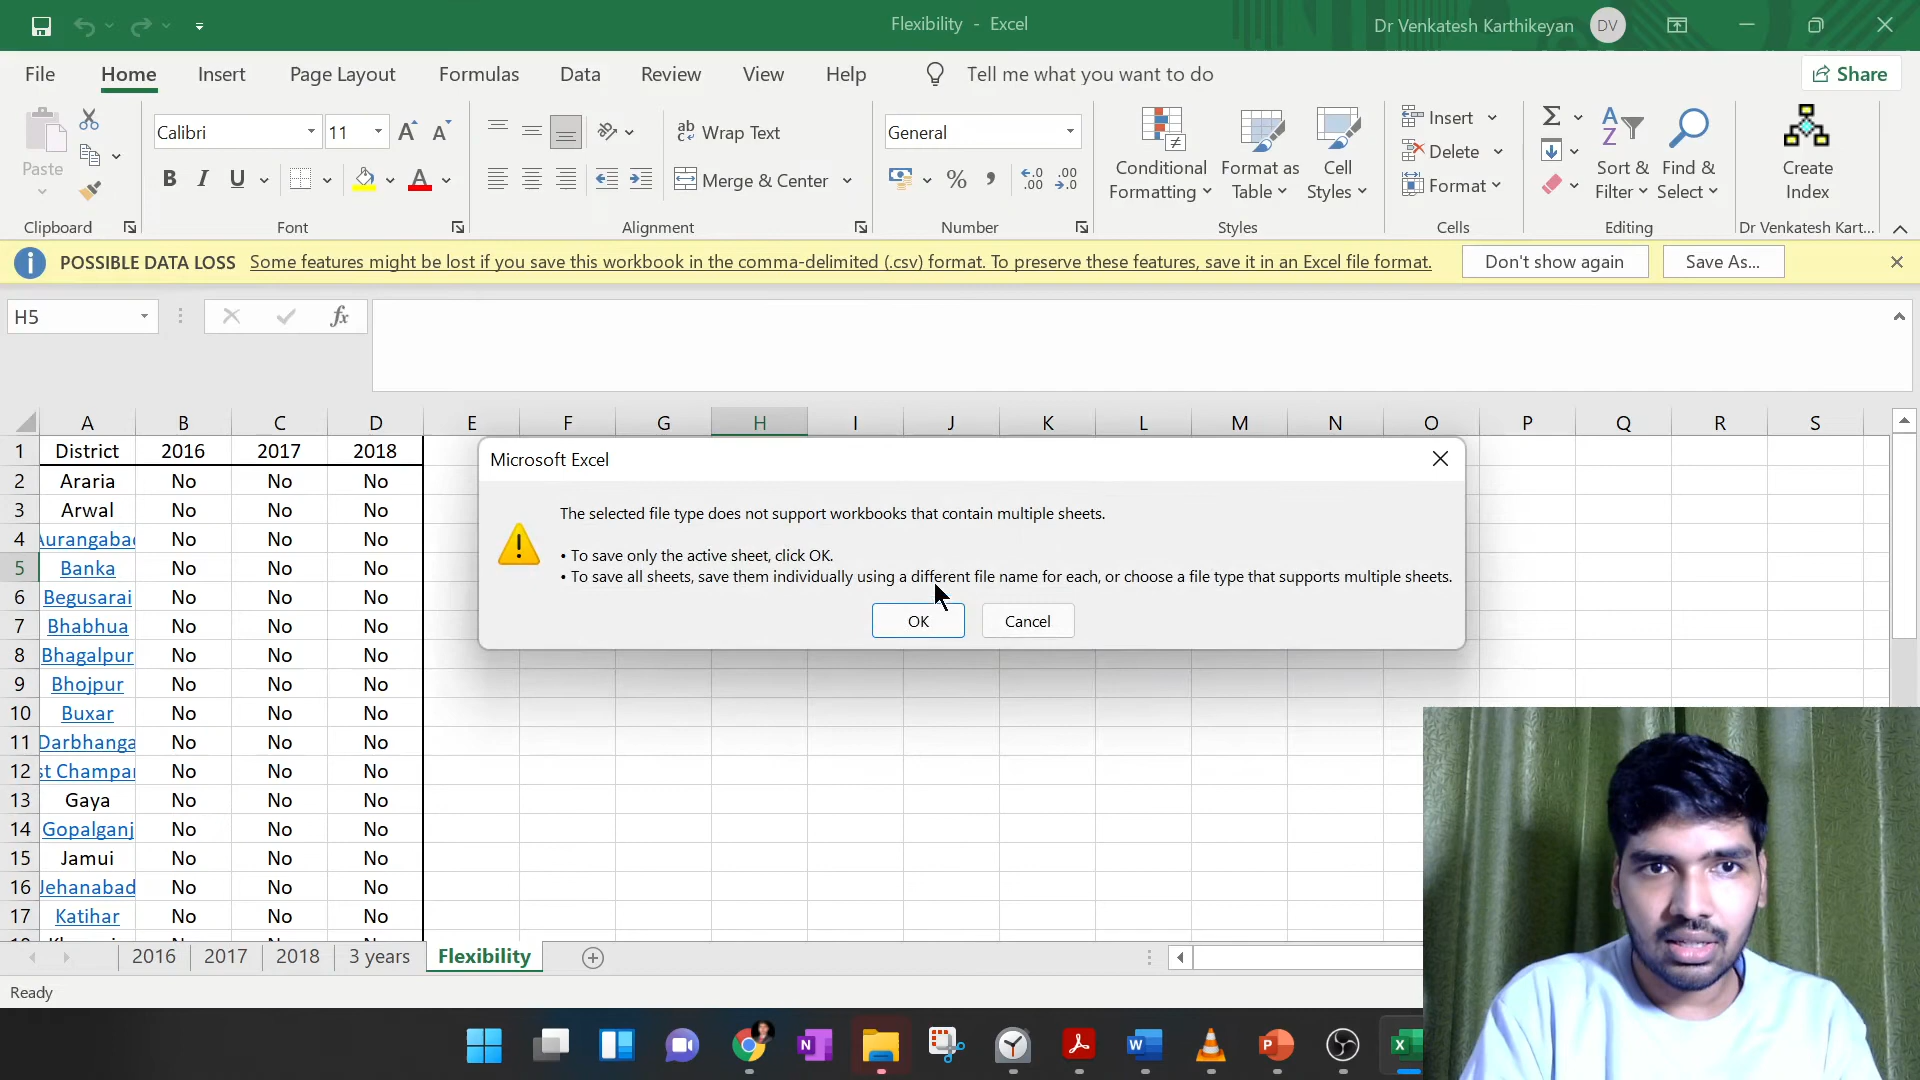 Flexibility - Excel
Dr Venkatesh Karthikeyan DV
File Home Insert Page Layout Formulas Data Review View Help Tell me what you want to do Share
Paste
Clipboard
Calibri 11
B I U A
Font
ab Wrap Text
Merge & Center
Alignment
General
% , .00 .0
Number
Conditional Formatting
Format as Table
Cell Styles
Styles
Insert
Delete
Format
Cells
Sort & Filter
Find & Select
Editing
Create Index
Dr Venkatesh Kart...
POSSIBLE DATA LOSS Some features might be lost if you save this workbook in the comma-delimited (.csv) format. To preserve these features, save it in an Excel file format. Don't show again Save As...
H5 fx
A B C D E F G H I J K L M N O P Q R S
1 District 2016 2017 2018
2 Araria No No No
3 Arwal No No No
4 Aurangabad No No No
5 Banka No No No
6 Begusarai No No No
7 Bhabhua No No No
8 Bhagalpur No No No
9 Bhojpur No No No
10 Buxar No No No
11 Darbhanga No No No
12 st Champar No No No
13 Gaya No No No
14 Gopalganj No No No
15 Jamui No No No
16 Jehanabad No No No
17 Katihar No No No
Microsoft Excel
The selected file type does not support workbooks that contain multiple sheets.
• To save only the active sheet, click OK.
• To save all sheets, save them individually using a different file name for each, or choose a file type that supports multiple sheets.
OK Cancel
2016 2017 2018 3 years Flexibility
Ready